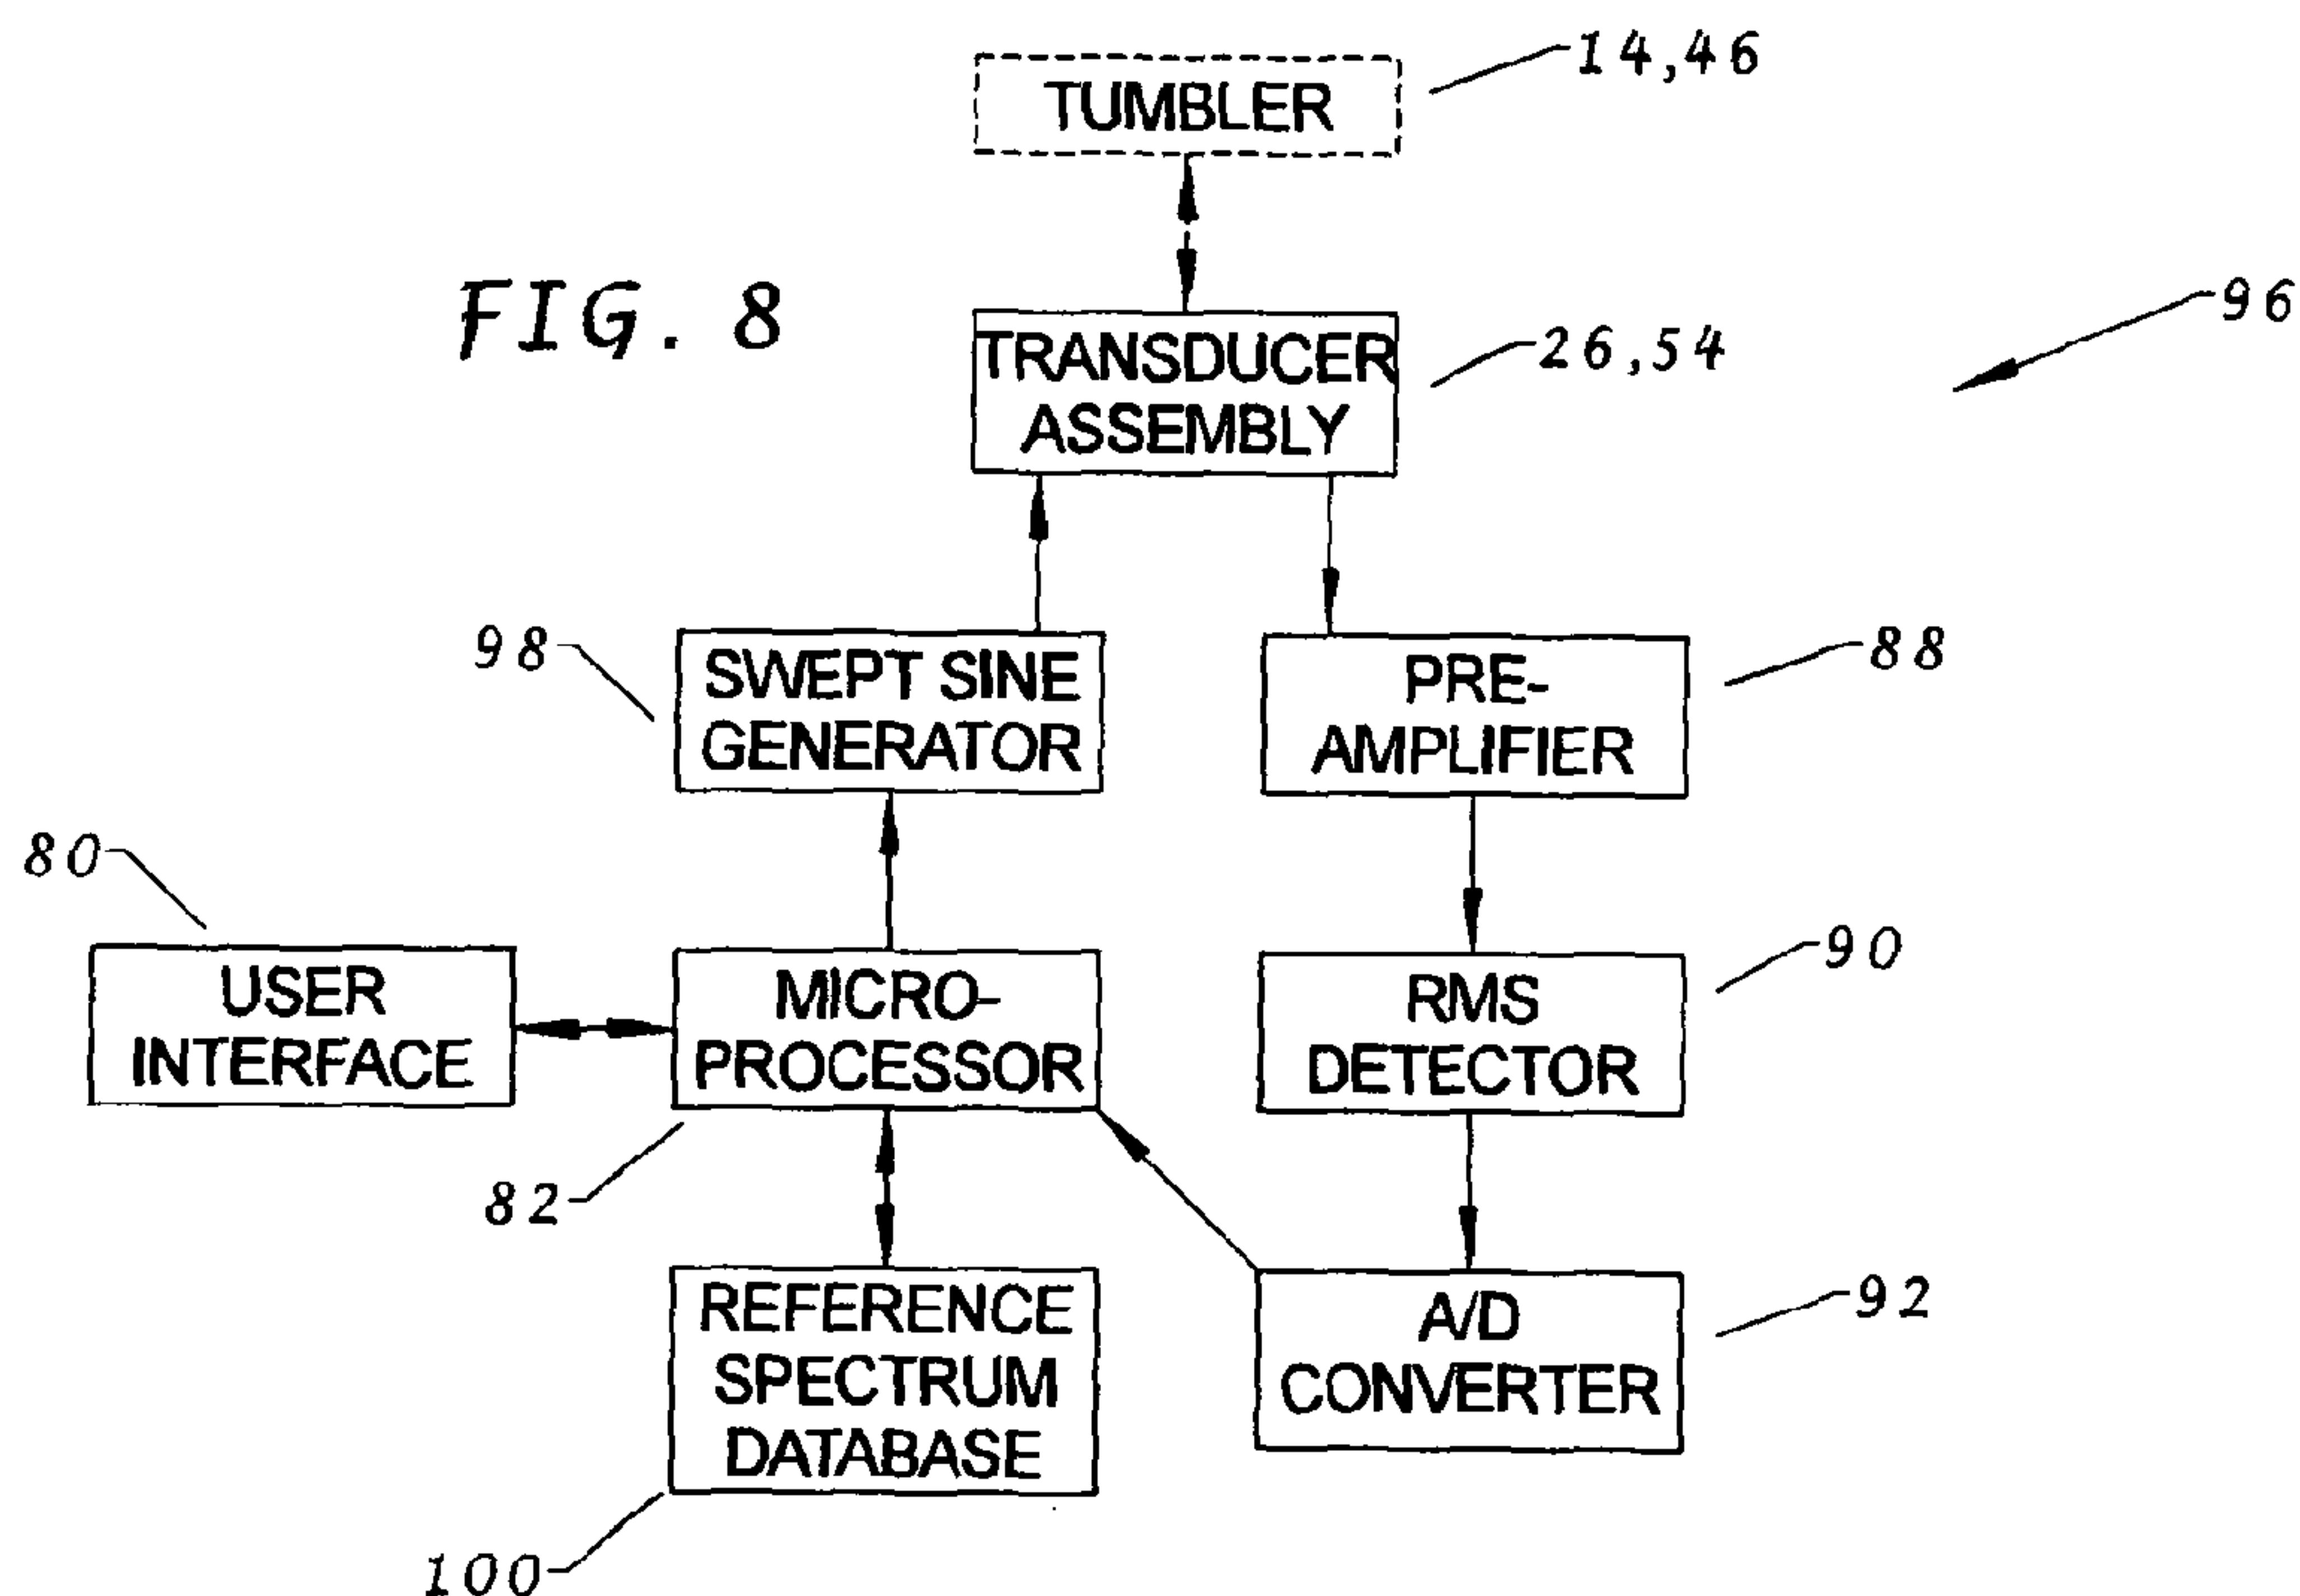 14,46
TUMBLER
FIG. 8
96
TRANSDUCER
ASSEMBLY
26,54
98
SWEPT SINE
GENERATOR
PRE-
AMPLIFIER
88
80
USER
INTERFACE
MICRO-
PROCESSOR
82
RMS
DETECTOR
90
REFERENCE
SPECTRUM
DATABASE
100
A/D
CONVERTER
92